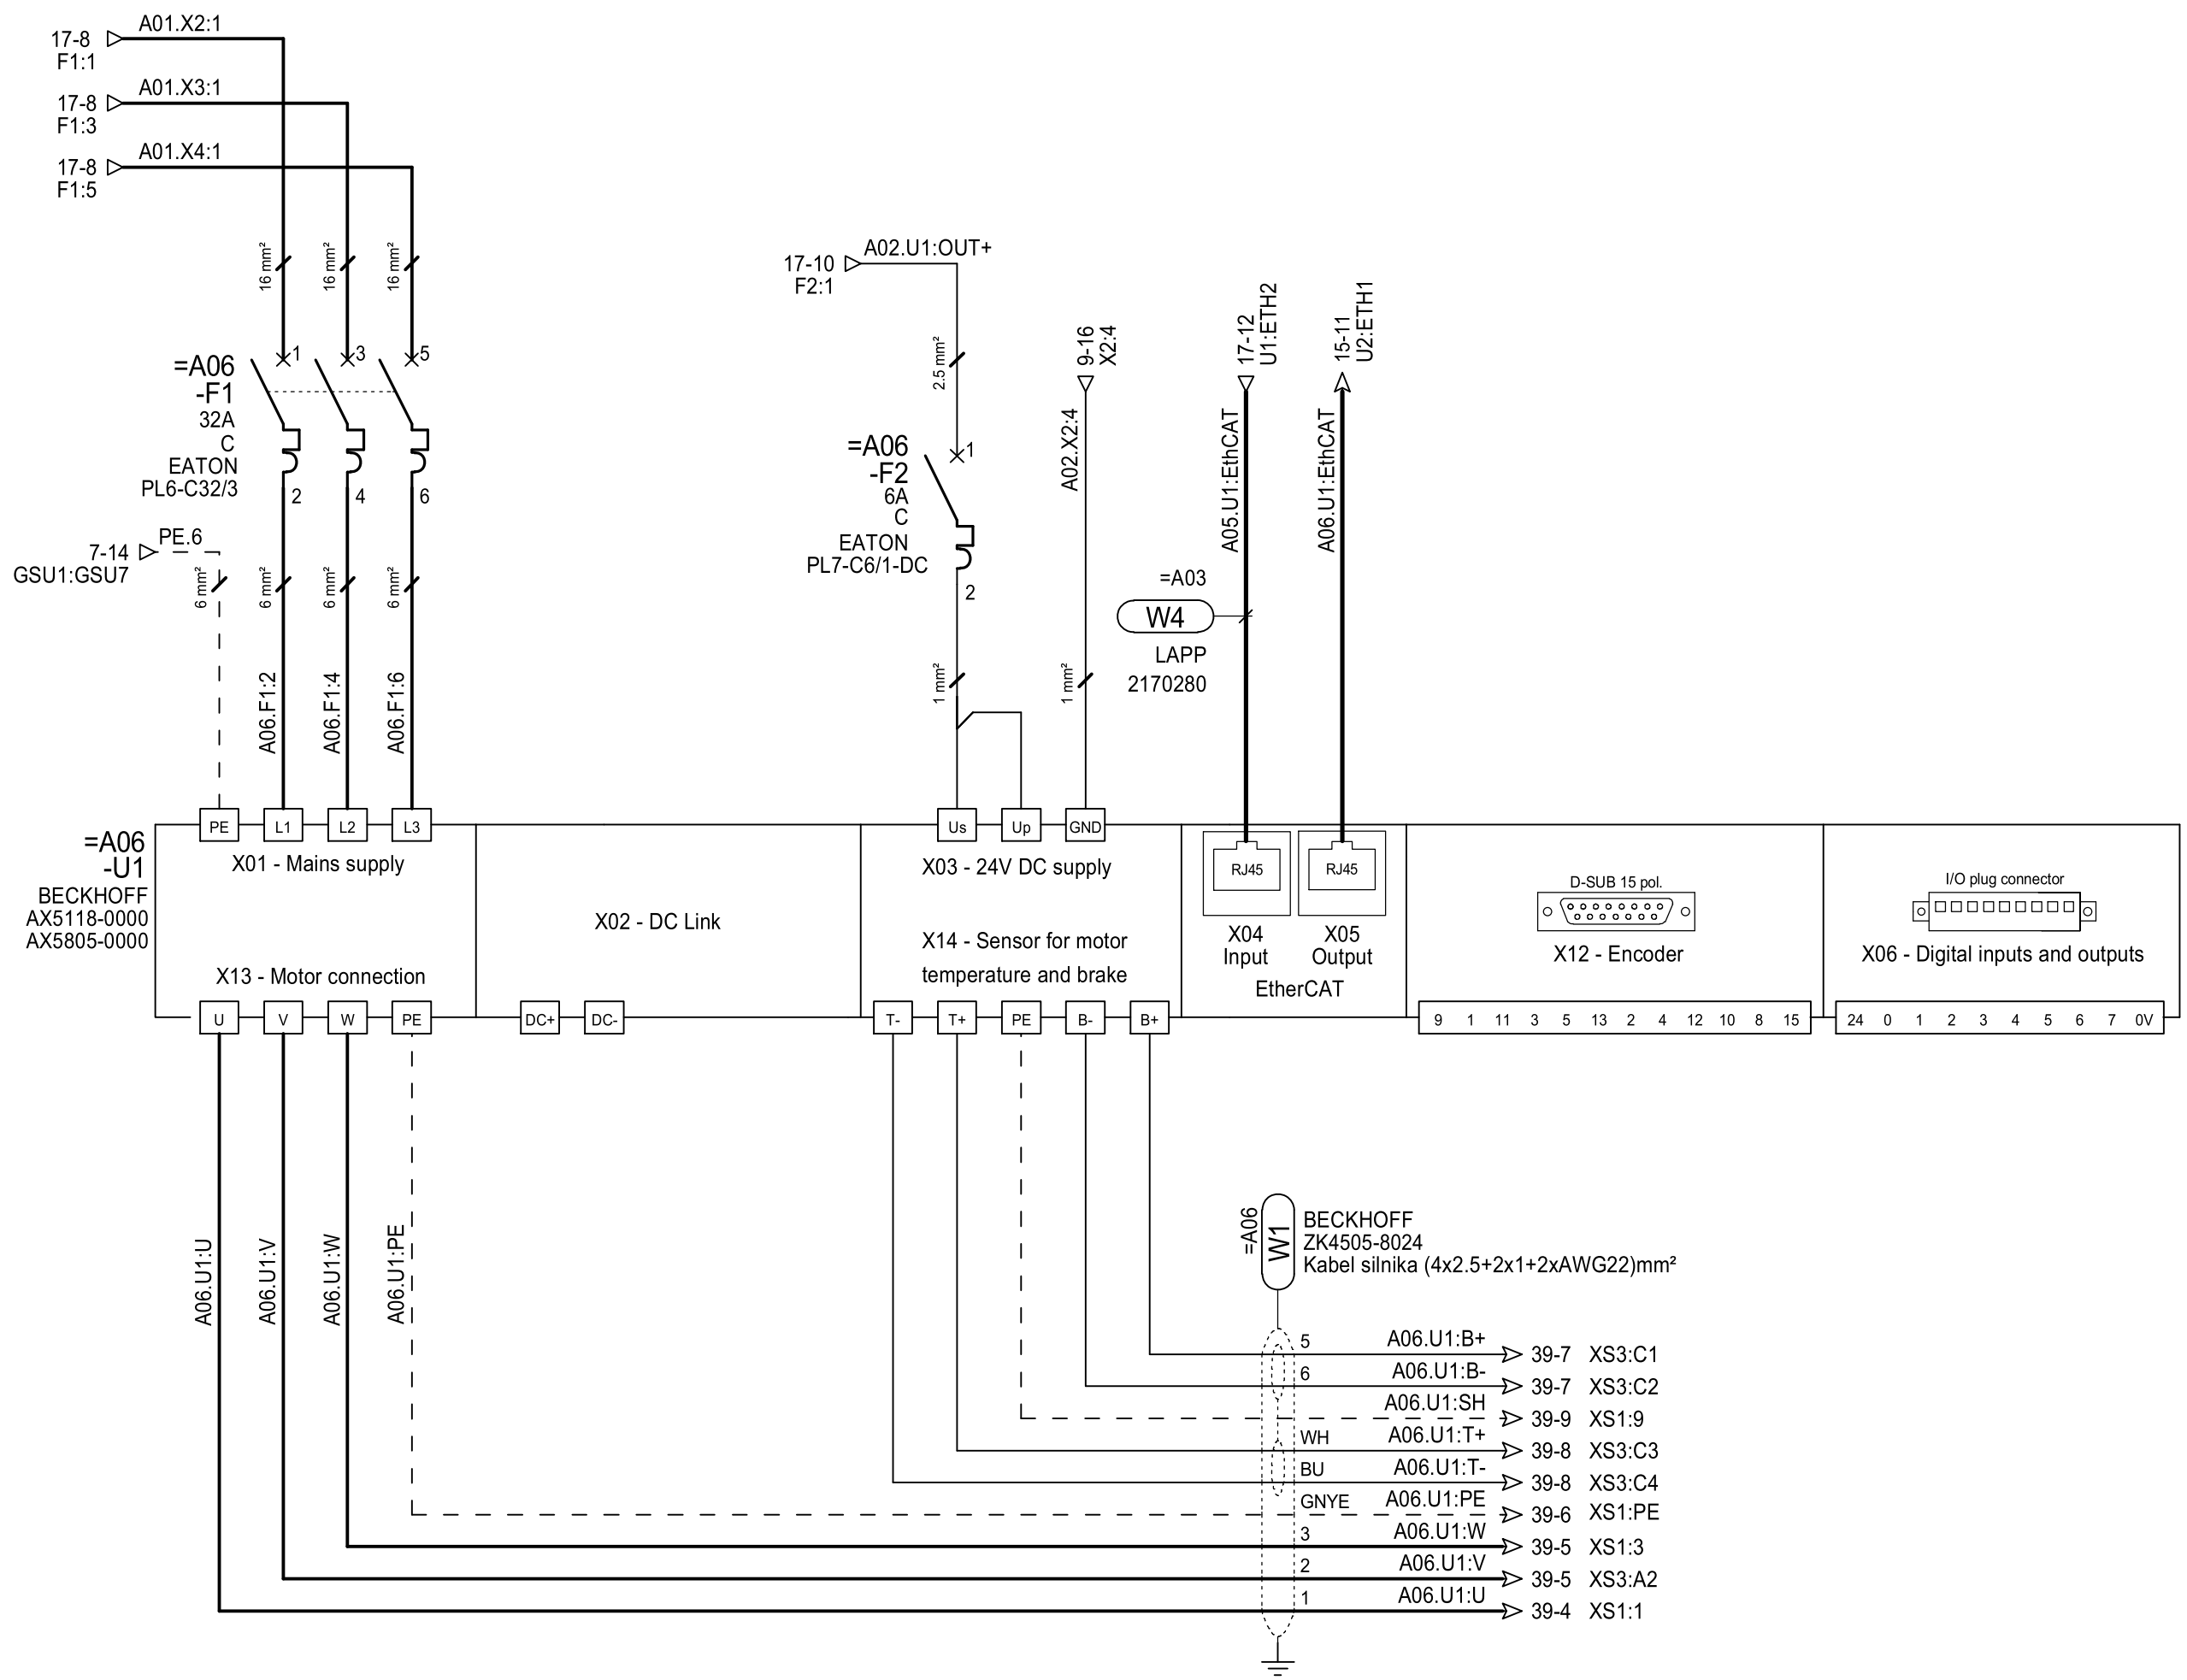 A01.X2:1
17-8
F1:1
A01.X3:1
17-8
F1:3
A01.X4:1
17-8
F1:5
16 mm²
16 mm²
16 mm²
=A06
-F1
32A
C
EATON
PL6-C32/3
1
3
5
2
4
6
PE.6
7-14
GSU1:GSU7
6 mm²
6 mm²
6 mm²
6 mm²
A06.F1:2
A06.F1:4
A06.F1:6
A02.U1:OUT+
17-10
F2:1
2.5 mm²
=A06
-F2
6A
C
EATON
PL7-C6/1-DC
1
2
1 mm²
9-16
X2:4
A02.X2:4
1 mm²
17-12
U1:ETH2
A05.U1:EthCAT
15-11
U2:ETH1
A06.U1:EthCAT
=A03
W4
LAPP
2170280
=A06
-U1
BECKHOFF
AX5118-0000
AX5805-0000
PE
L1
L2
L3
X01 - Mains supply
X13 - Motor connection
U
V
W
PE
X02 - DC Link
DC+
DC-
Us
Up
GND
X03 - 24V DC supply
X14 - Sensor for motor
temperature and brake
T-
T+
PE
B-
B+
RJ45
RJ45
X04
Input
X05
Output
EtherCAT
D-SUB 15 pol.
X12 - Encoder
9 1 11 3 5 13 2 4 12 10 8 15
I/O plug connector
X06 - Digital inputs and outputs
24 0 1 2 3 4 5 6 7 0V
A06.U1:U
A06.U1:V
A06.U1:W
A06.U1:PE
=A06
W1
BECKHOFF
ZK4505-8024
Kabel silnika (4x2.5+2x1+2xAWG22)mm²
5 A06.U1:B+ 39-7 XS3:C1
6 A06.U1:B- 39-7 XS3:C2
A06.U1:SH 39-9 XS1:9
WH A06.U1:T+ 39-8 XS3:C3
BU A06.U1:T- 39-8 XS3:C4
GNYE A06.U1:PE 39-6 XS1:PE
3 A06.U1:W 39-5 XS1:3
2 A06.U1:V 39-5 XS3:A2
1 A06.U1:U 39-4 XS1:1